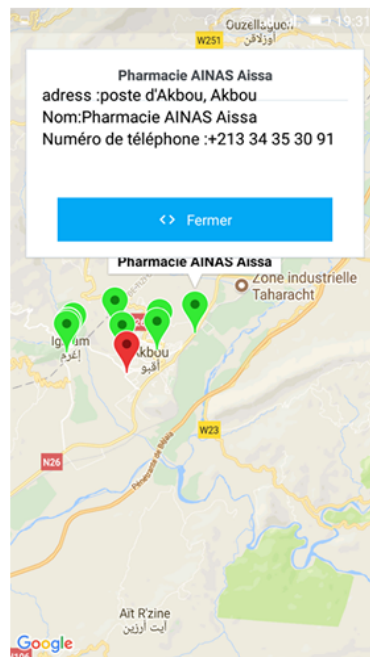 19:31
Ouzellaguen
أوزلاقن
W251
Pharmacie AINAS Aissa
adress :poste d'Akbou, Akbou
Nom:Pharmacie AINAS Aissa
Numéro de téléphone :+213 34 35 30 91
<> Fermer
Pharmacie AINAS Aissa
Zone industrielle
Taharacht
إغرم
Akbou
أقبو
W23
N26
Pénétrante de Béjaia
Aït R'zine
آيت أرزين
Google